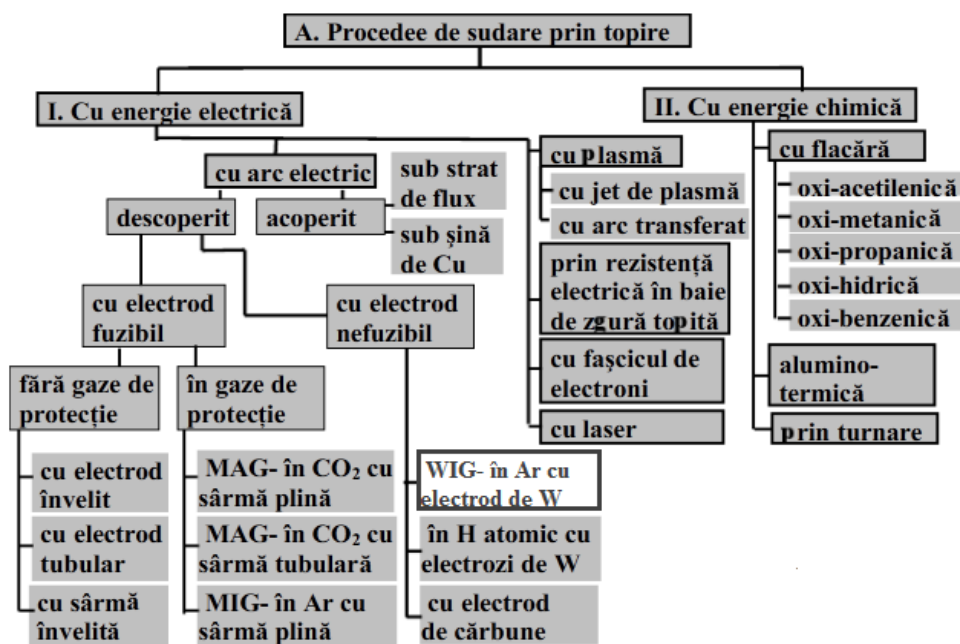 A. Procedee de sudare prin topire
I. Cu energie electrică
II. Cu energie chimică
cu arc electric
descoperit
acoperit
sub strat
de flux
sub șină
de Cu
cu plasmă
cu jet de plasmă
cu arc transferat
prin rezistență
electrică în baie
de zgură topită
cu fașcicul de
electroni
cu laser
cu flacără
oxi-acetilenică
oxi-metanică
oxi-propanică
oxi-hidrică
oxi-benzenică
alumino-
termică
prin turnare
cu electrod
fuzibil
cu electrod
nefuzibil
fără gaze de
protecție
în gaze de
protecție
cu electrod
învelit
cu electrod
tubular
cu sârmă
învelită
MAG- în CO₂ cu
sârmă plină
MAG- în CO₂ cu
sârmă tubulară
MIG- în Ar cu
sârmă plină
WIG- în Ar cu
electrod de W
în H atomic cu
electrozi de W
cu electrod
de cărbune